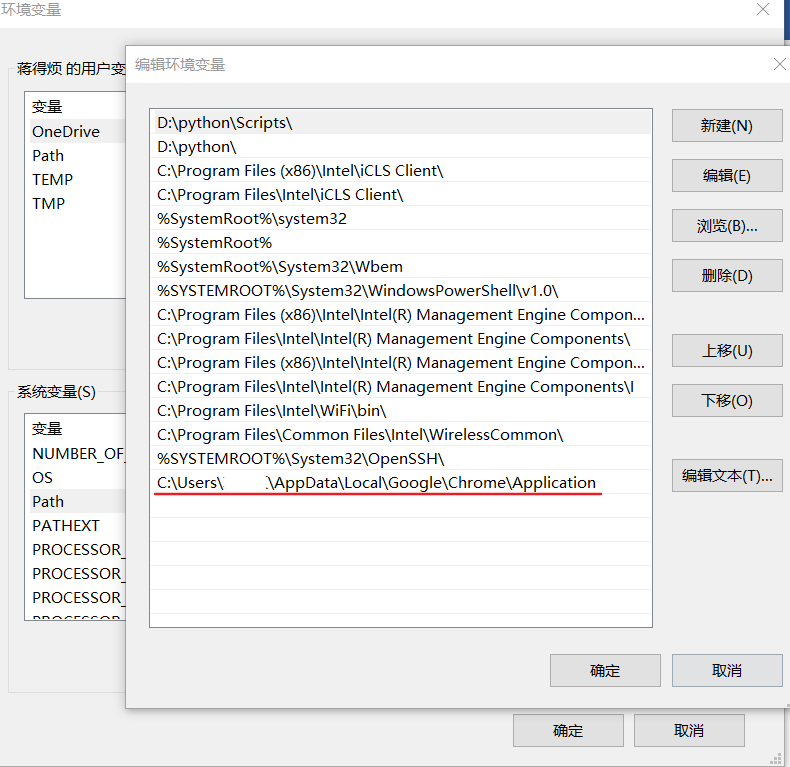 环境变量
编辑环境变量
蒋得烦 的用户变
变量
OneDrive
Path
TEMP
TMP
系统变量(S)
变量
NUMBER_OF_
OS
Path
PATHEXT
PROCESSOR_
PROCESSOR_
PROCESSOR_
D:\python\Scripts\
D:\python\
C:\Program Files (x86)\Intel\iCLS Client\
C:\Program Files\Intel\iCLS Client\
%SystemRoot%\system32
%SystemRoot%
%SystemRoot%\System32\Wbem
%SYSTEMROOT%\System32\WindowsPowerShell\v1.0\
C:\Program Files (x86)\Intel\Intel(R) Management Engine Compon...
C:\Program Files\Intel\Intel(R) Management Engine Components\
C:\Program Files (x86)\Intel\Intel(R) Management Engine Compon...
C:\Program Files\Intel\Intel(R) Management Engine Components\I
C:\Program Files\Intel\WiFi\bin\
C:\Program Files\Common Files\Intel\WirelessCommon\
%SYSTEMROOT%\System32\OpenSSH\
C:\Users\ \AppData\Local\Google\Chrome\Application
新建(N)
编辑(E)
浏览(B)...
删除(D)
上移(U)
下移(O)
编辑文本(T)...
确定
取消
确定
取消